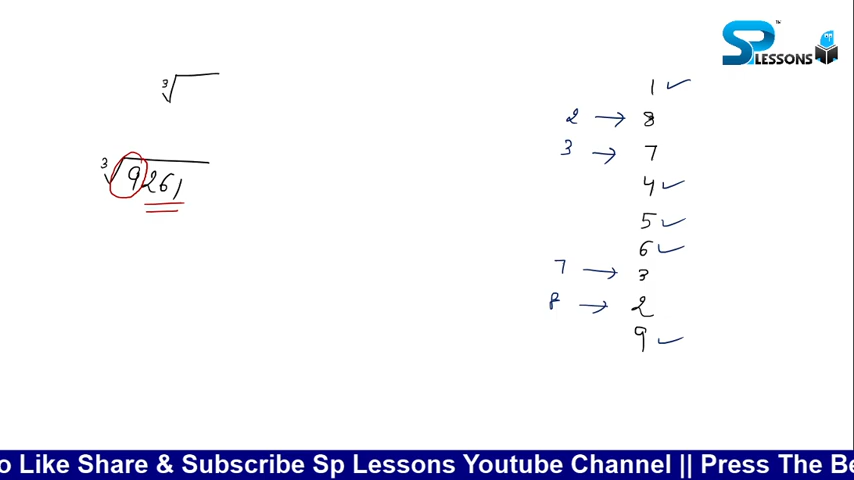 SP LESSONS
3√
3√9261
1 ✓
2 → 8
3 → 7
4 ✓
5 ✓
6 ✓
7 → 3
8 → 2
9 ✓
o Like Share & Subscribe Sp Lessons Youtube Channel || Press The Be